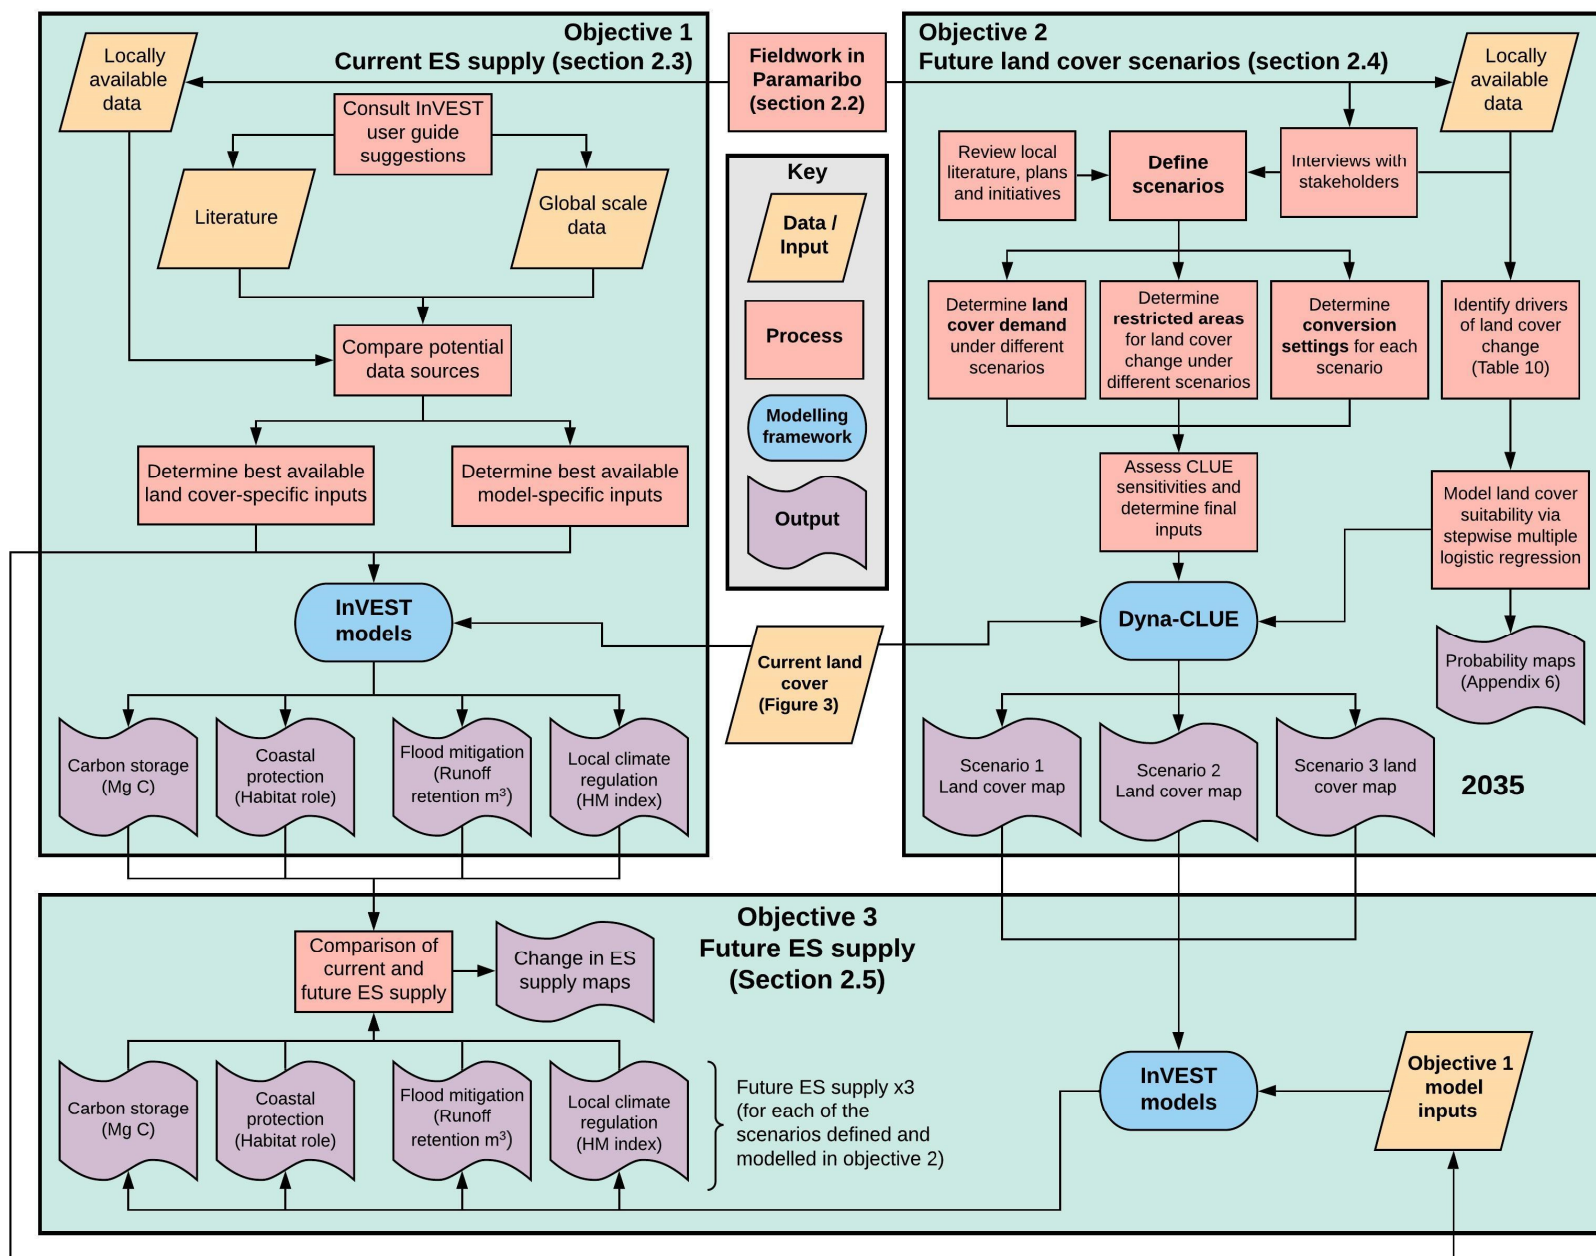 Objective 1
Current ES supply (section 2.3)
Locally
available
data
Consult InVEST
user guide
suggestions
Literature
Global scale
data
Compare potential
data sources
Determine best available
land cover-specific inputs
Determine best available
model-specific inputs
InVEST
models
Carbon storage
(Mg C)
Coastal
protection
(Habitat role)
Flood mitigation
(Runoff
retention m³)
Local climate
regulation
(HM index)
Fieldwork in
Paramaribo
(section 2.2)
Key
Data /
Input
Process
Modelling
framework
Output
Current land
cover
(Figure 3)
Objective 2
Future land cover scenarios (section 2.4)
Locally
available
data
Review local
literature, plans
and initiatives
Define
scenarios
Interviews with
stakeholders
Determine land
cover demand
under different
scenarios
Determine
restricted areas
for land cover
change under
different scenarios
Determine
conversion
settings for each
scenario
Identify drivers
of land cover
change
(Table 10)
Assess CLUE
sensitivities and
determine final
inputs
Model land cover
suitability via
stepwise multiple
logistic regression
Dyna-CLUE
Probability maps
(Appendix 6)
Scenario 1
Land cover map
Scenario 2
Land cover map
Scenario 3 land
cover map
2035
Objective 3
Future ES supply
(Section 2.5)
Comparison of
current and
future ES supply
Change in ES
supply maps
Carbon storage
(Mg C)
Coastal
protection
(Habitat role)
Flood mitigation
(Runoff
retention m³)
Local climate
regulation
(HM index)
Future ES supply x3
(for each of the
scenarios defined and
modelled in objective 2)
InVEST
models
Objective 1
model
inputs